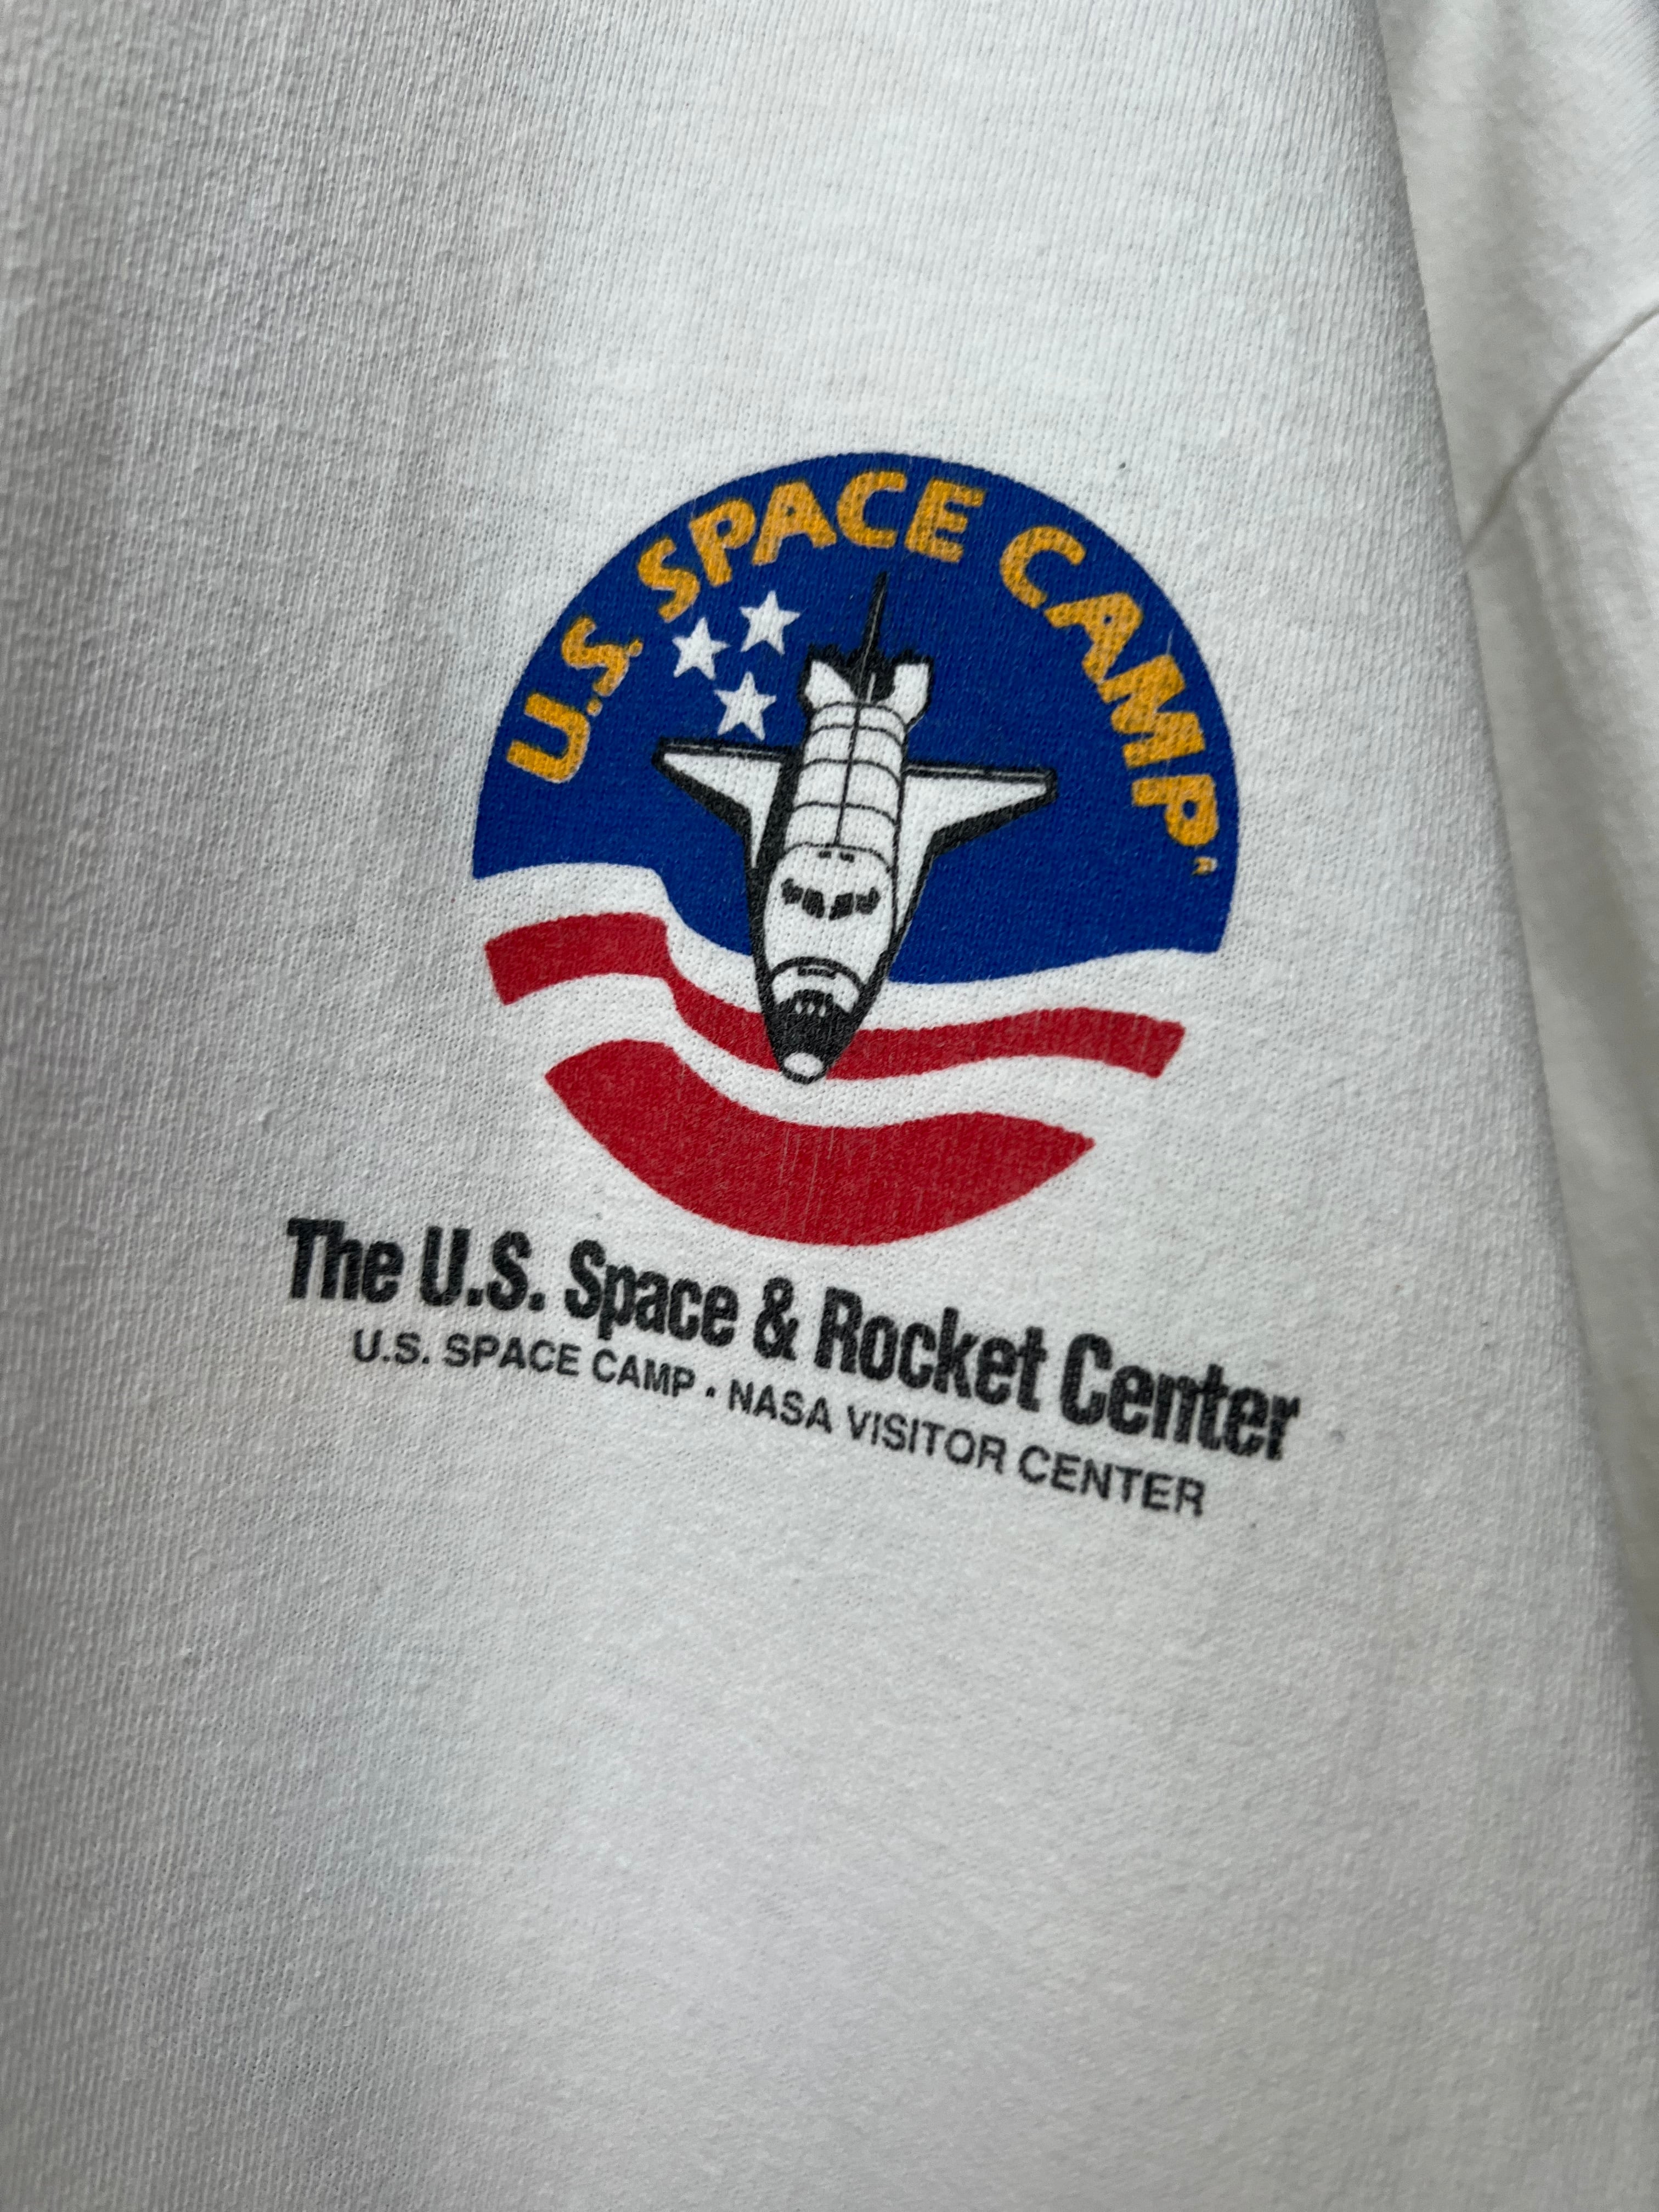 U.S. SPACE CAMP®
The U.S. Space & Rocket Center
U.S. SPACE CAMP • NASA VISITOR CENTER